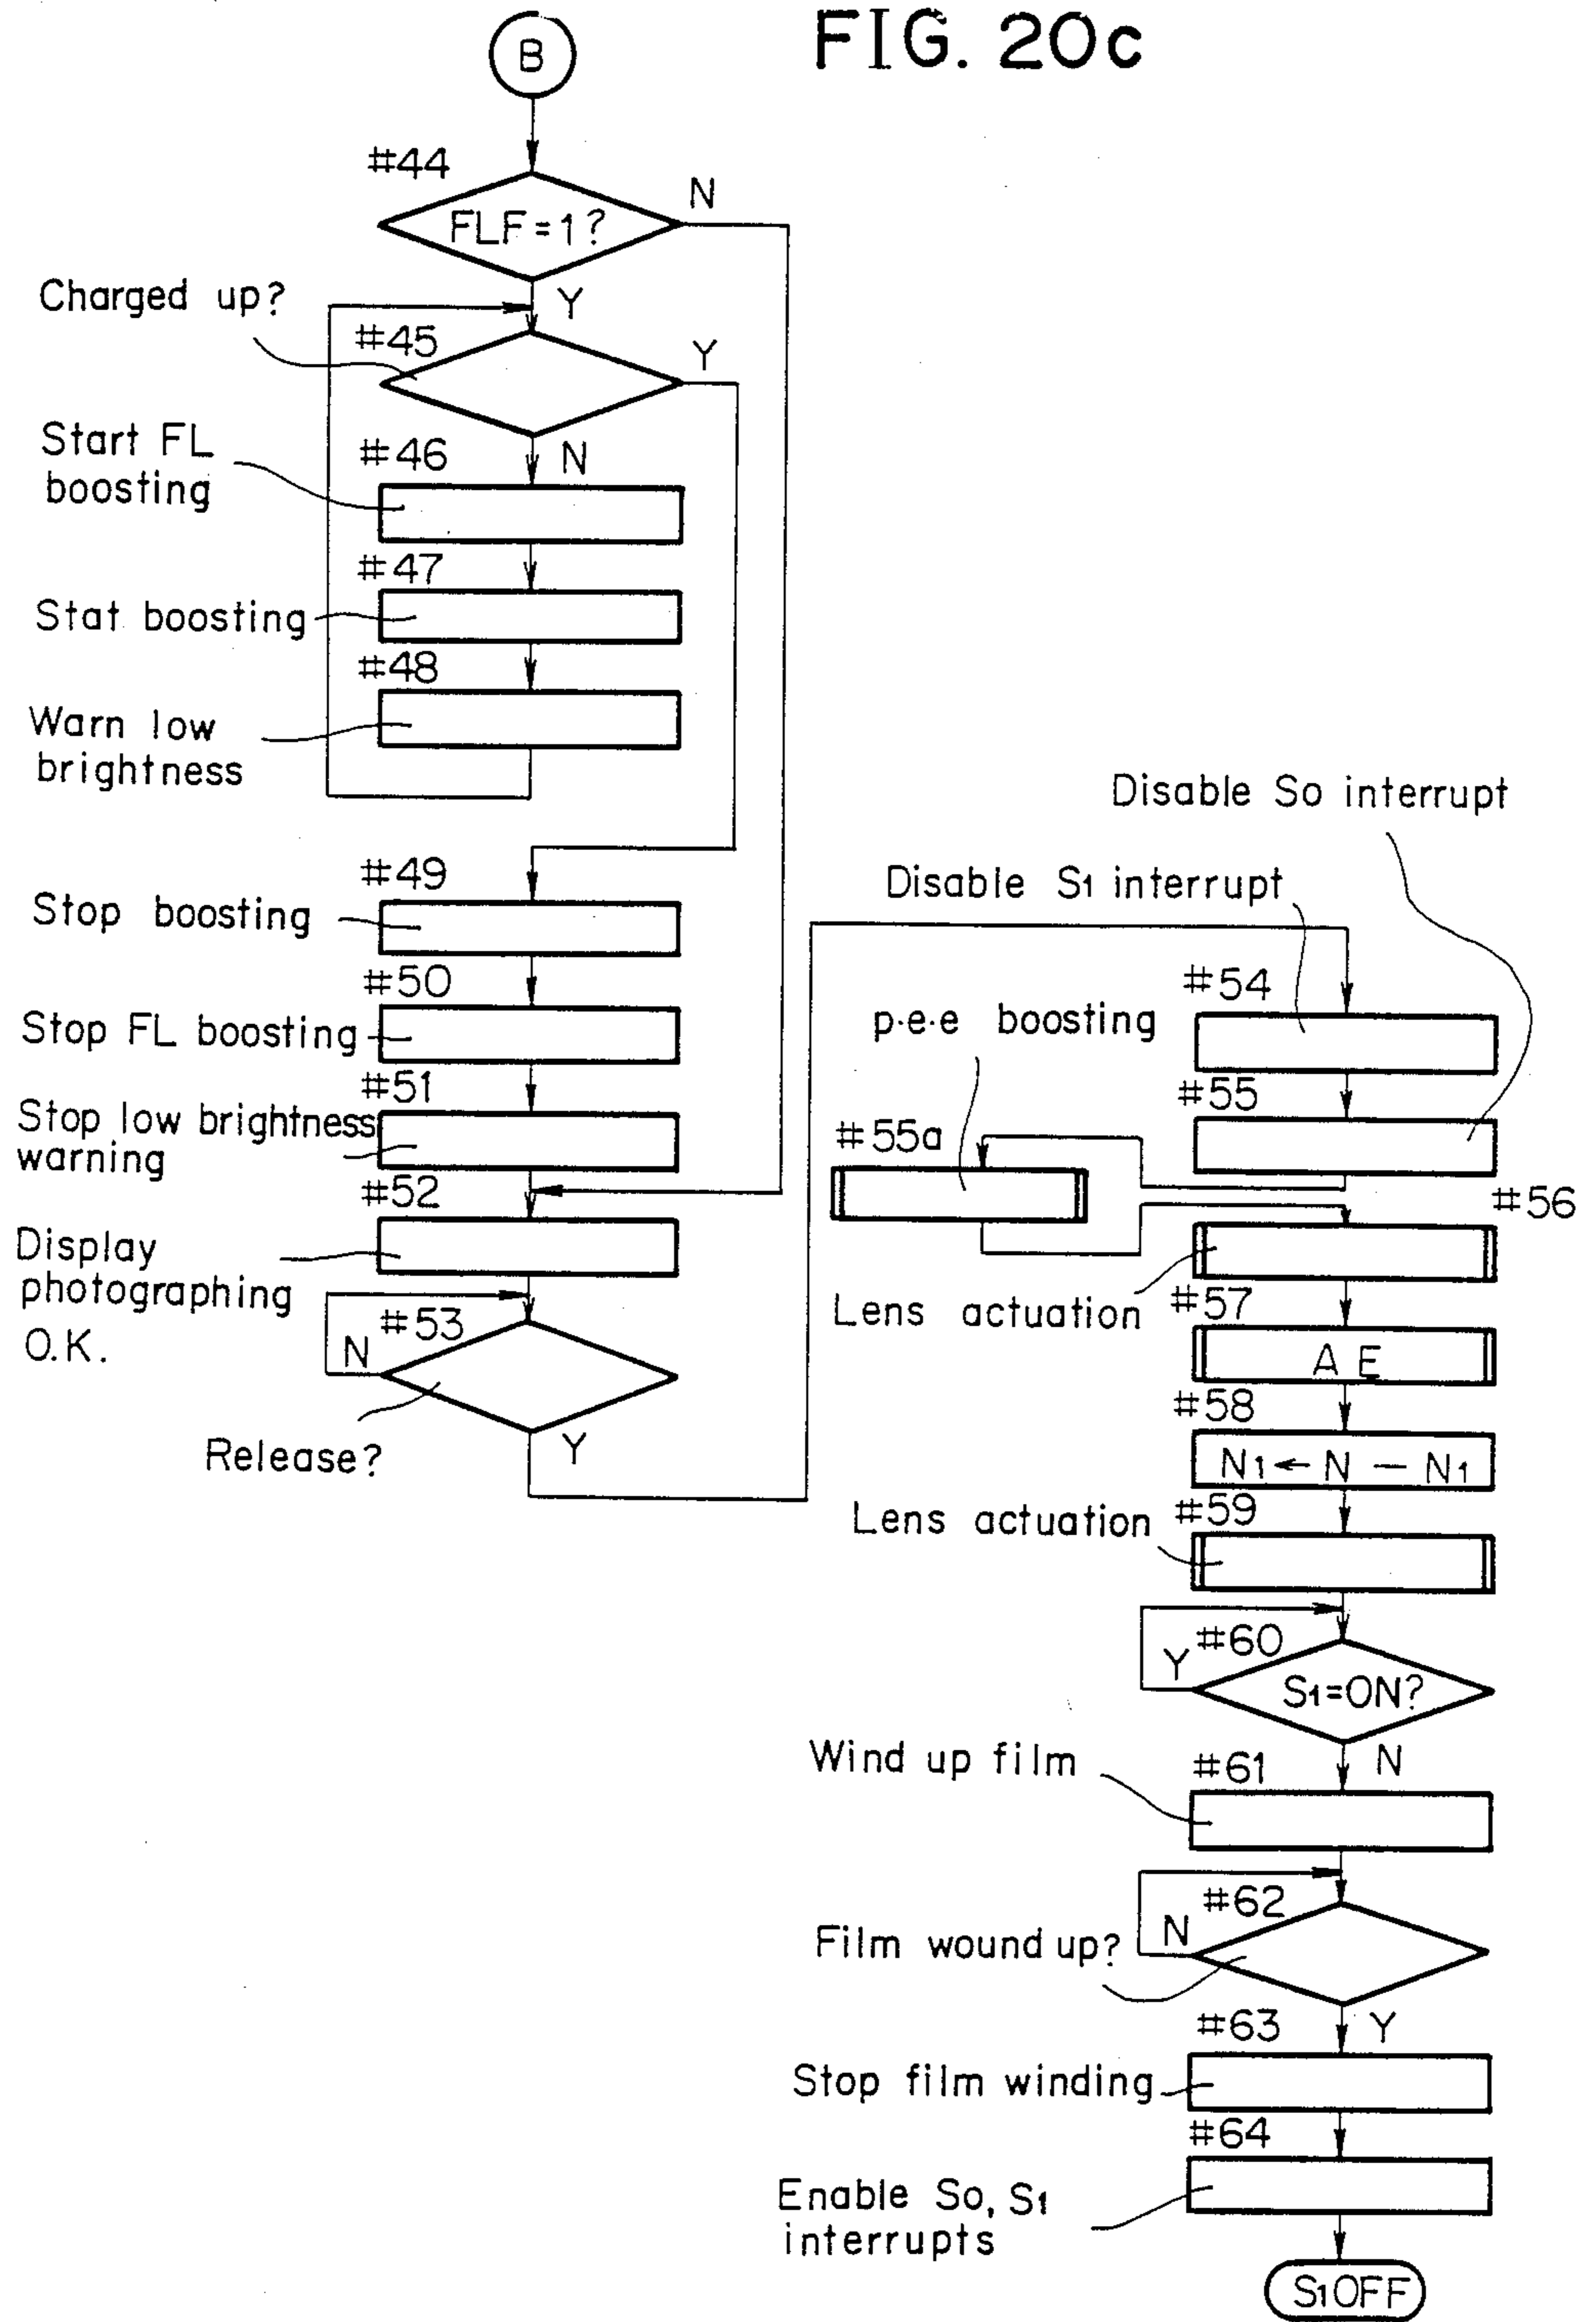 FIG. 20c
B
#44
N
FLF=1?
Y
Charged up?
#45
Y
N
Start FL
boosting
#46
#47
Stat boosting
#48
Warn low
brightness
#49
Stop boosting
#50
Stop FL boosting
#51
Stop low brightness
warning
#52
Display
photographing
O.K.
#53
N
Release?
Y
Disable So interrupt
Disable S1 interrupt
#54
p·e·e boosting
#55
#55a
#56
Lens actuation
#57
A E
#58
N1 ← N — N1
Lens actuation
#59
#60
Y
S1=ON?
N
Wind up film
#61
#62
N
Film wound up?
Y
#63
Stop film winding
#64
Enable So, S1
interrupts
S1OFF